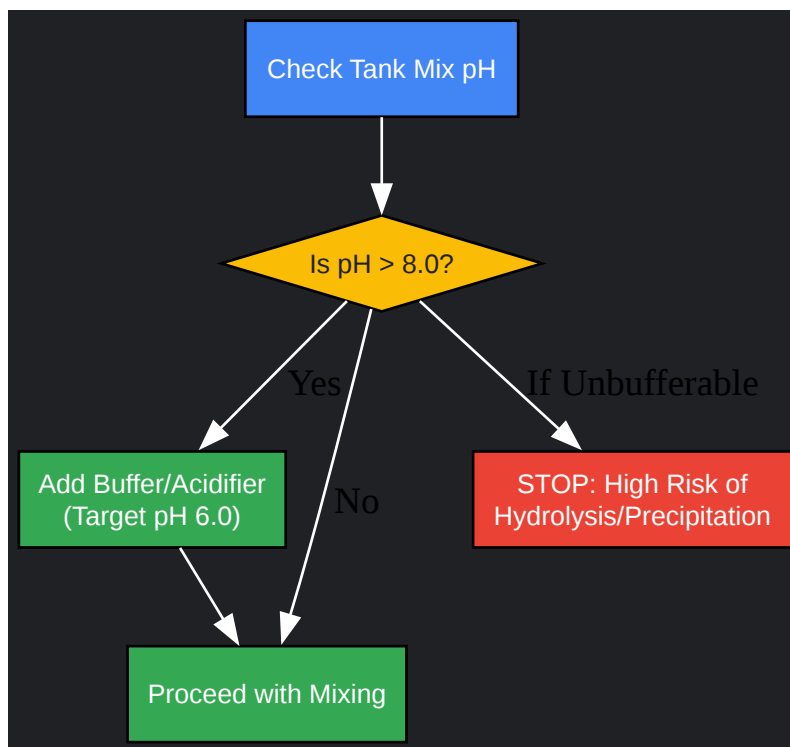 Check Tank Mix pH
Is pH > 8.0?
Yes
If Unbufferable
Add Buffer/Acidifier
(Target pH 6.0)
No
STOP: High Risk of
Hydrolysis/Precipitation
Proceed with Mixing